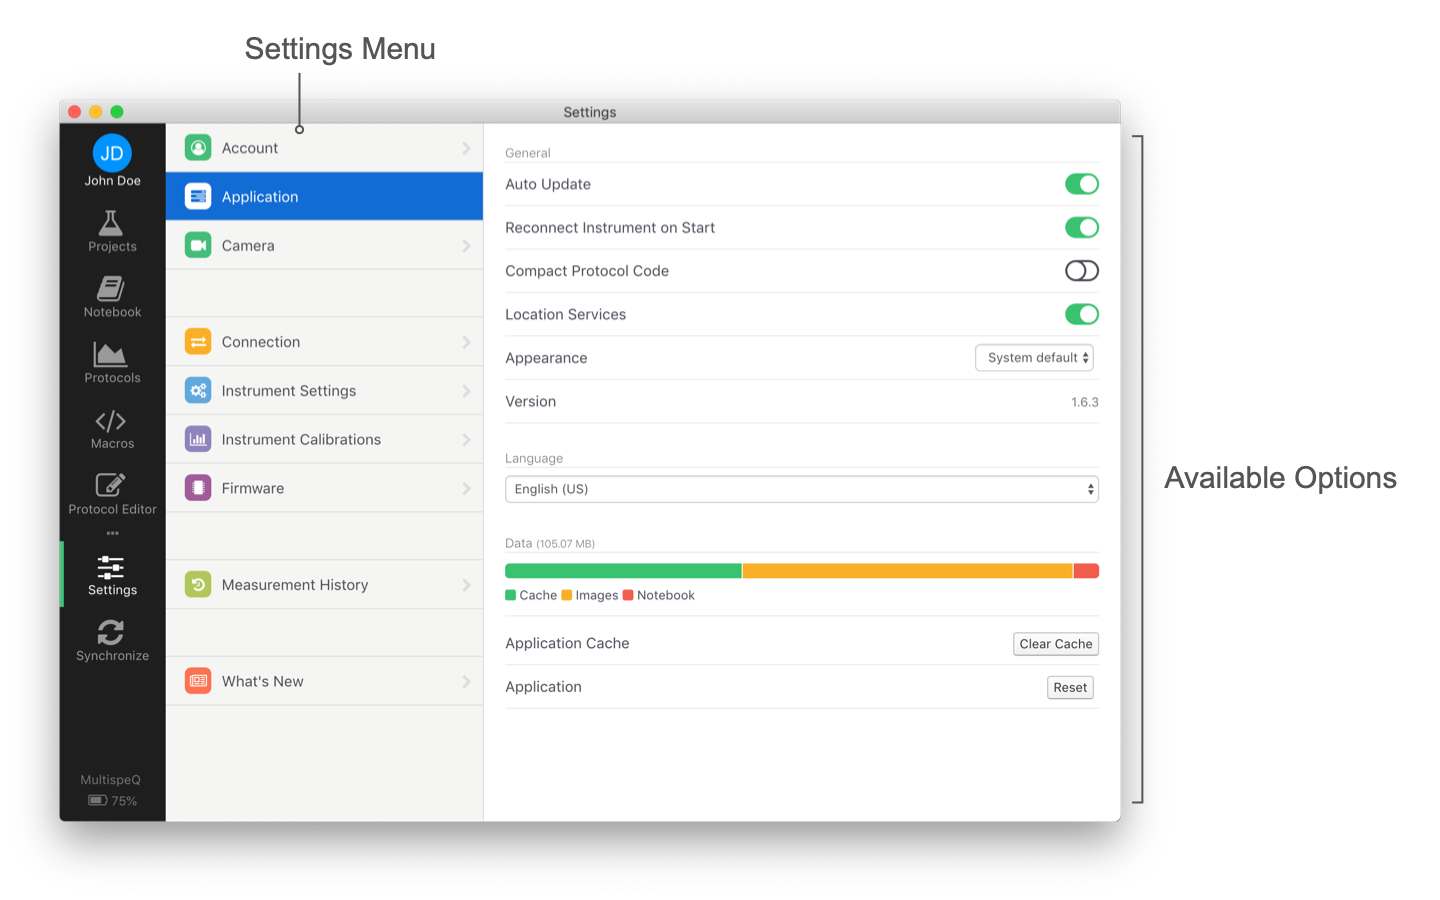 Settings Menu
Settings
JD
John Doe
Projects
Notebook
Protocols
Macros
Protocol Editor
Settings
Synchronize
MultispeQ
75%
Account
Application
Camera
Connection
Instrument Settings
Instrument Calibrations
Firmware
Measurement History
What's New
General
Auto Update
Reconnect Instrument on Start
Compact Protocol Code
Location Services
Appearance System default
Version 1.6.3
Language
English (US)
Data (105.07 MB)
Cache Images Notebook
Application Cache Clear Cache
Application Reset
Available Options